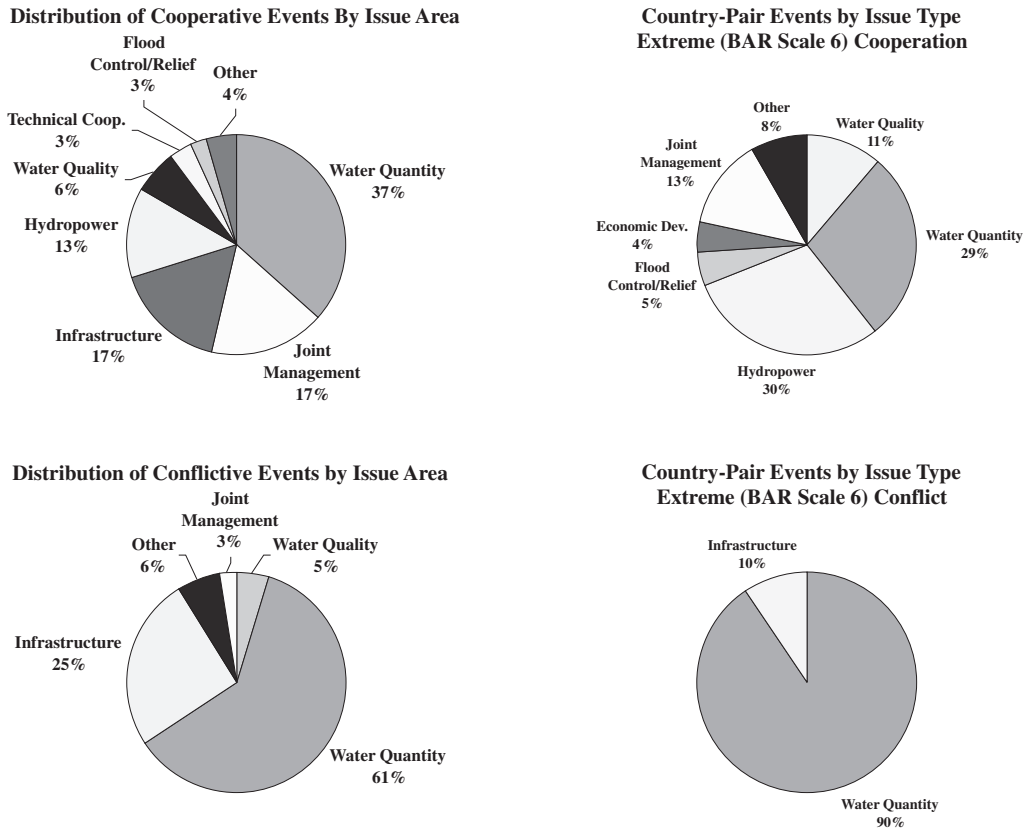 Distribution of Cooperative Events By Issue Area
Flood
Control/Relief
3%
Other
4%
Technical Coop.
3%
Water Quality
6%
Hydropower
13%
Infrastructure
17%
Joint
Management
17%
Water Quantity
37%
Country-Pair Events by Issue Type
Extreme (BAR Scale 6) Cooperation
Other
8%
Water Quality
11%
Joint
Management
13%
Economic Dev.
4%
Flood
Control/Relief
5%
Hydropower
30%
Water Quantity
29%
Distribution of Conflictive Events by Issue Area
Joint
Management
3%
Other
6%
Water Quality
5%
Infrastructure
25%
Water Quantity
61%
Country-Pair Events by Issue Type
Extreme (BAR Scale 6) Conflict
Infrastructure
10%
Water Quantity
90%